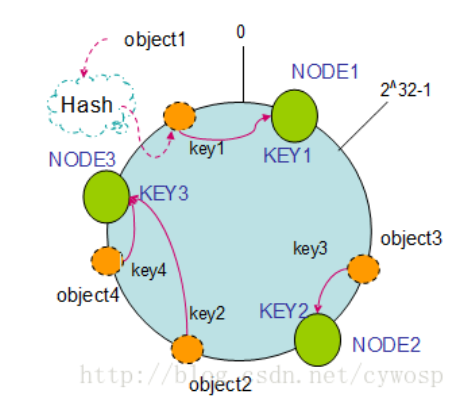 object1
0
NODE1
2^32-1
Hash
key1
KEY1
NODE3
KEY3
key3
object3
key4
object4
key2
KEY2
NODE2
object2
http://blog.csdn.net/cywosp